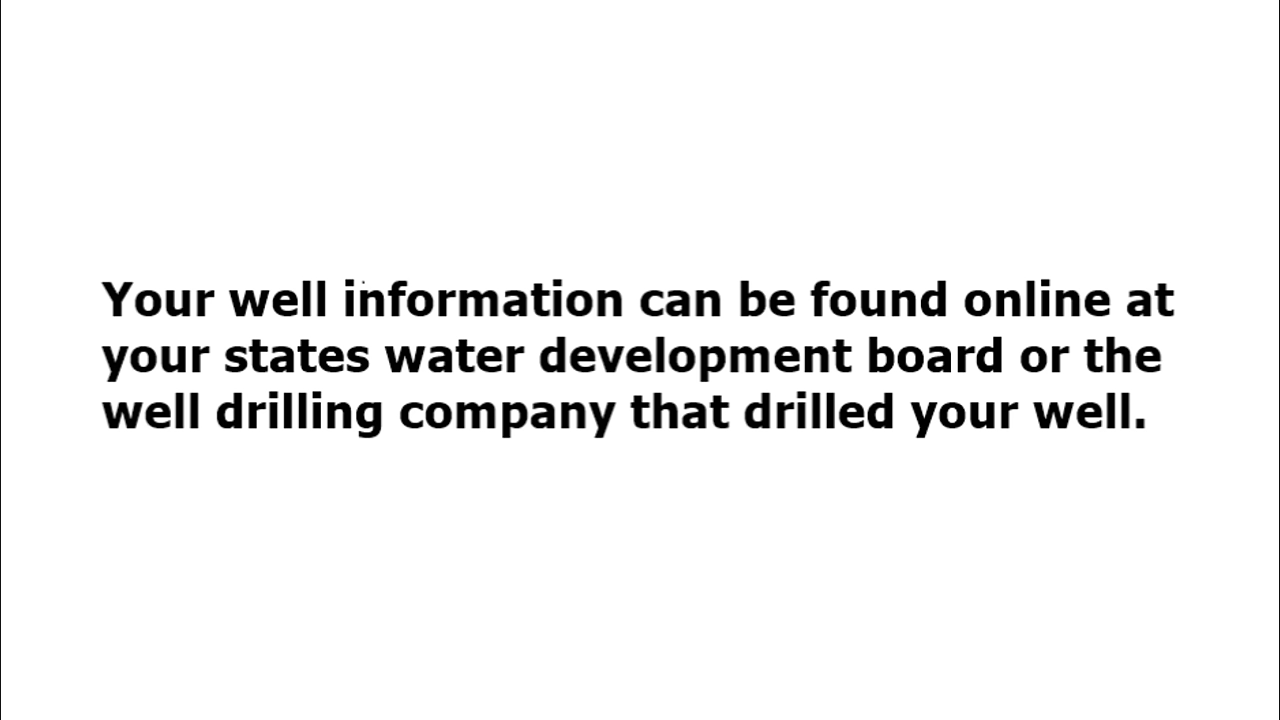 Your well information can be found online at
your states water development board or the
well drilling company that drilled your well.